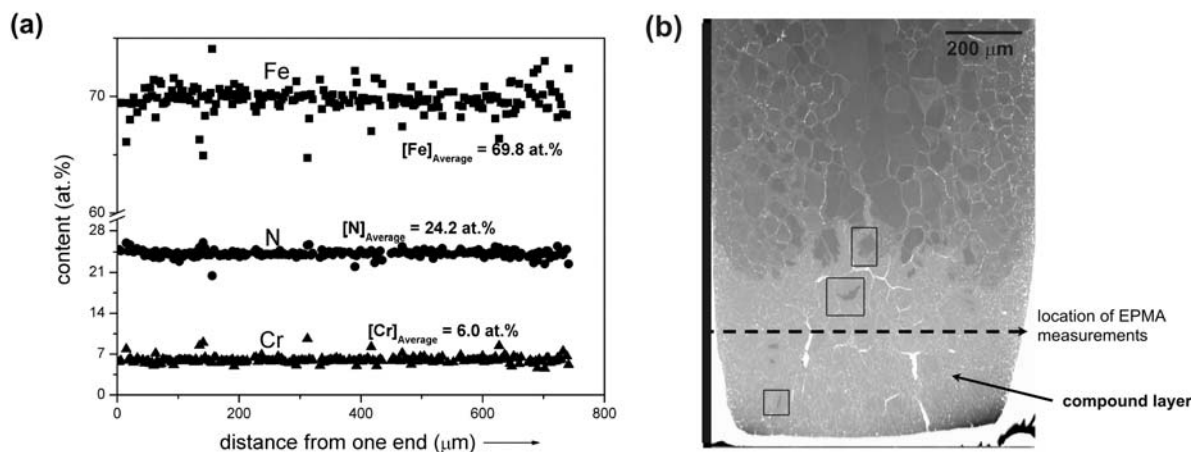 (a)
Fe
[Fe]Average = 69.8 at.%
N
[N]Average = 24.2 at.%
Cr
[Cr]Average = 6.0 at.%
content (at.%)
70
60
28
21
14
7
0
0 200 400 600 800
distance from one end (μm)
(b)
200 μm
location of EPMA
measurements
compound layer